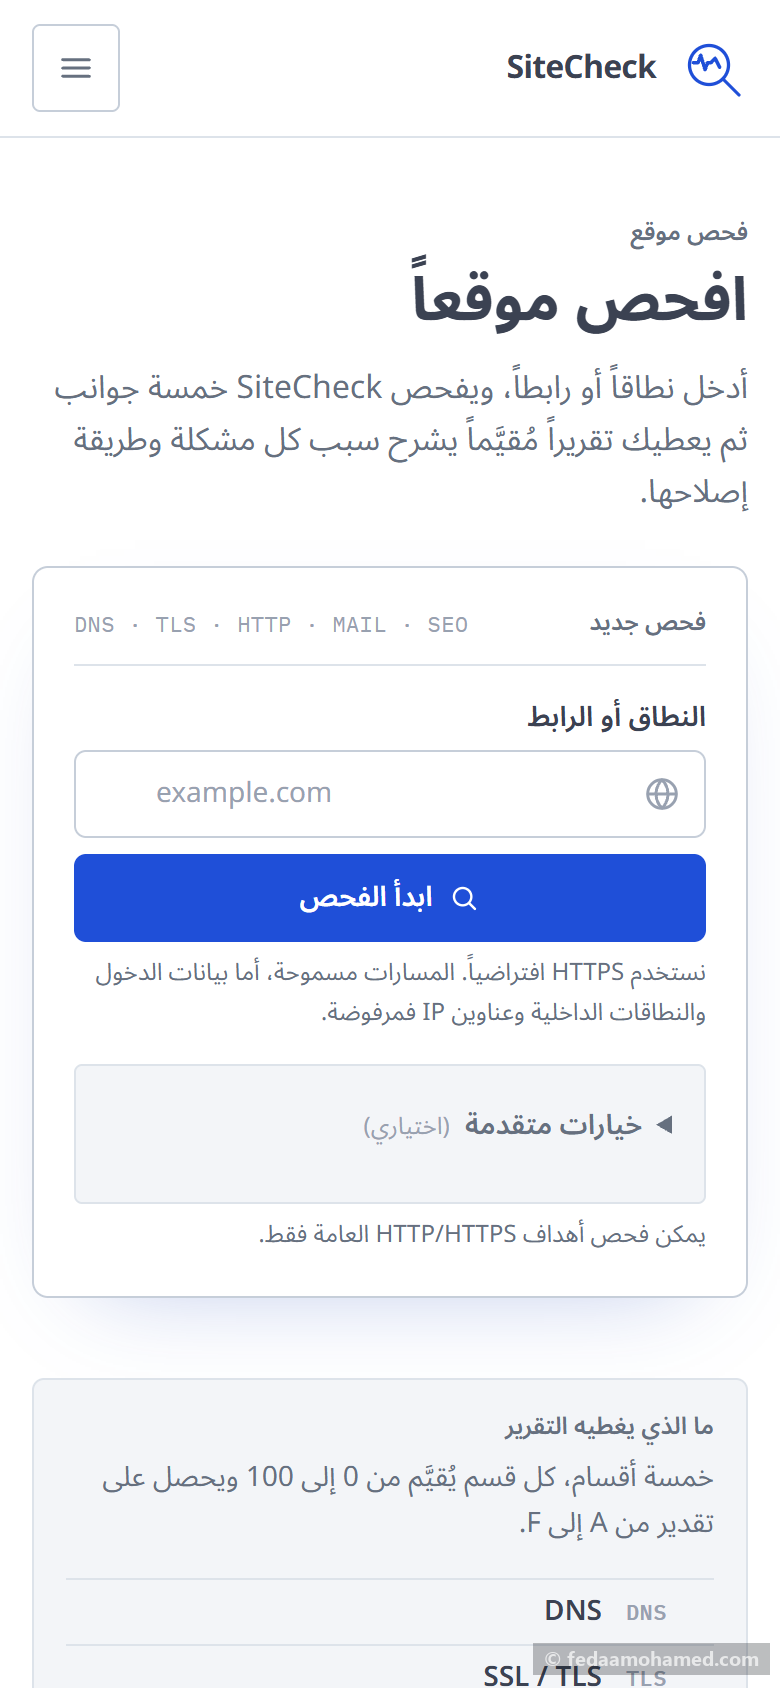 SiteCheck
فحص موقع
افحص موقعاً
أدخل نطاقاً أو رابطاً، ويفحص SiteCheck خمسة جوانب
ثم يعطيك تقريراً مُقيَّماً يشرح سبب كل مشكلة وطريقة
إصلاحها.
فحص جديد
DNS · TLS · HTTP · MAIL · SEO
النطاق أو الرابط
example.com
ابدأ الفحص
نستخدم HTTPS افتراضياً. المسارات مسموحة، أما بيانات الدخول
والنطاقات الداخلية وعناوين IP فمرفوضة.
خيارات متقدمة (اختياري)
يمكن فحص أهداف HTTP/HTTPS العامة فقط.
ما الذي يغطيه التقرير
خمسة أقسام، كل قسم يُقيَّم من 0 إلى 100 ويحصل على
تقدير من A إلى F.
DNS DNS
TLS SSL / TLS
© fedaamohamed.com